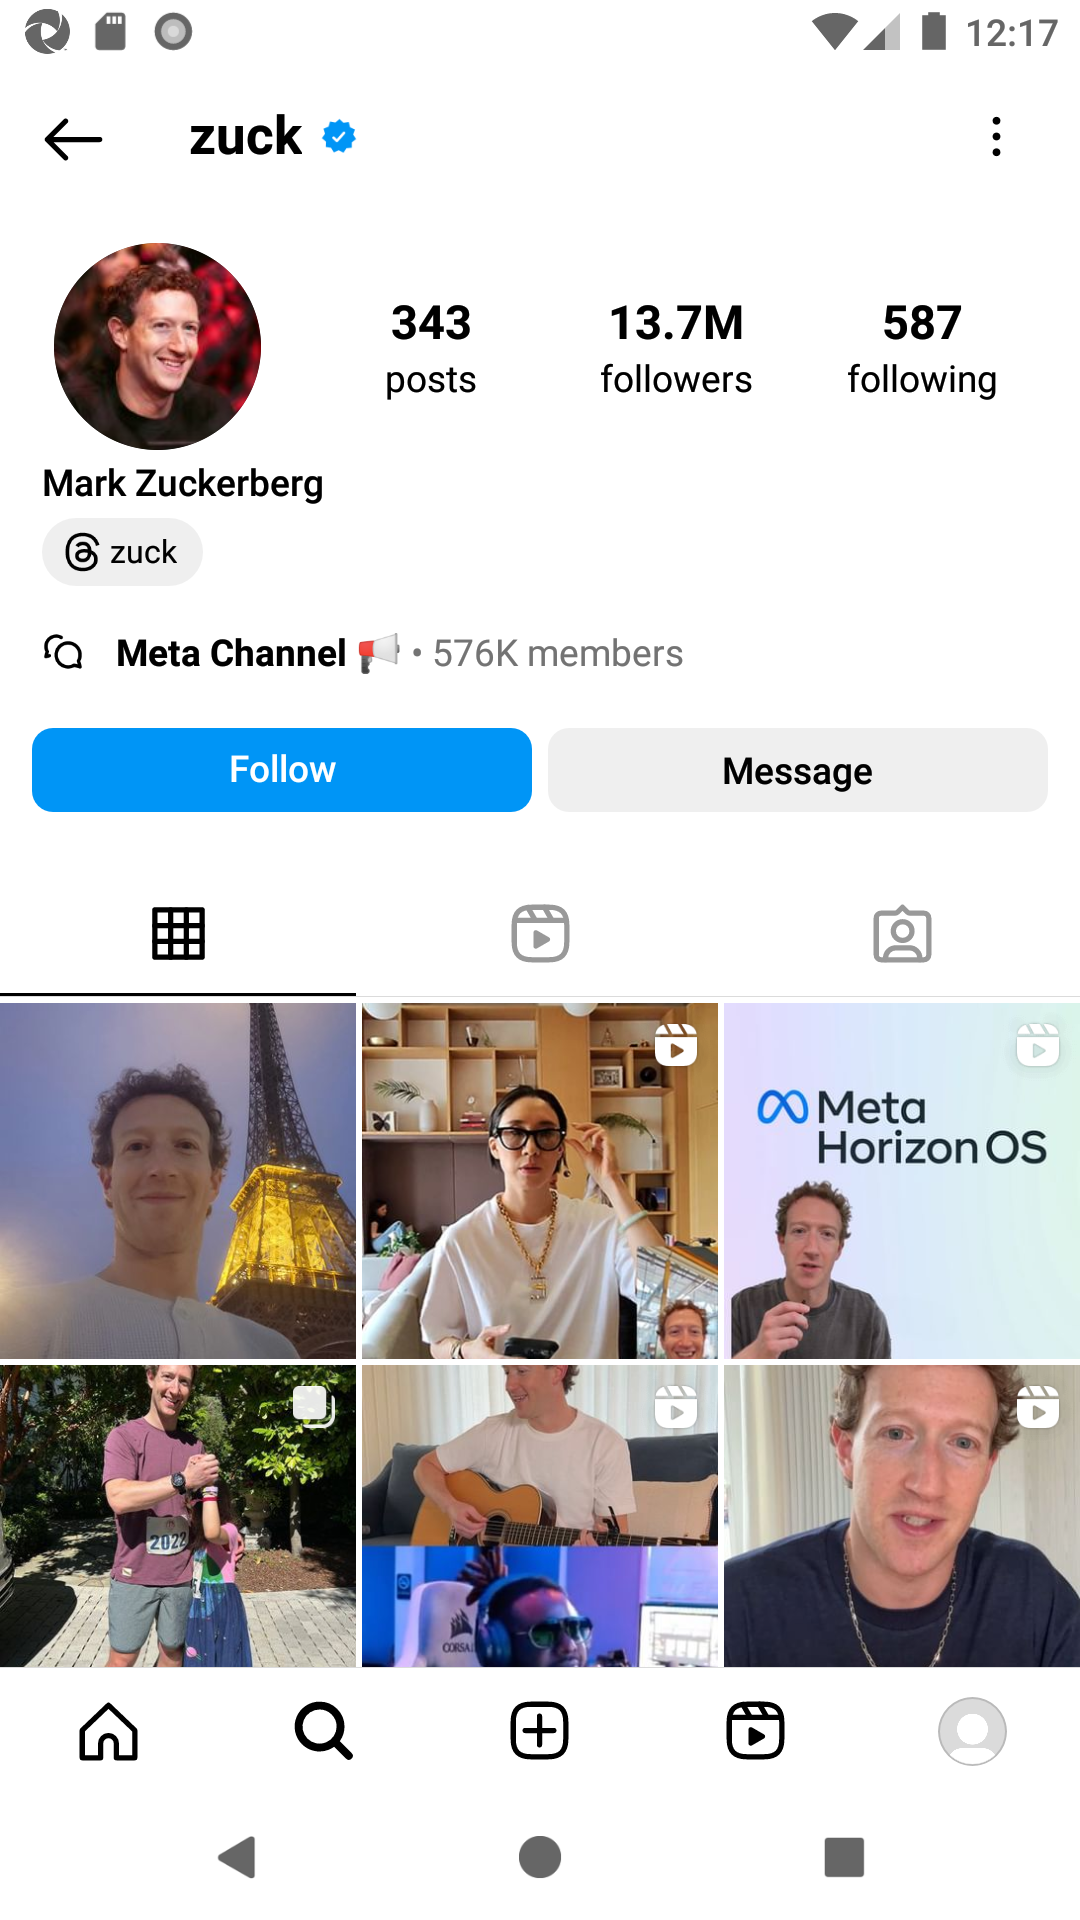 12:17
zuck
343 13.7M 587
posts followers following
Mark Zuckerberg
zuck
Meta Channel 📢 • 576K members
Follow Message
Meta
Horizon OS
2022
CORSAI